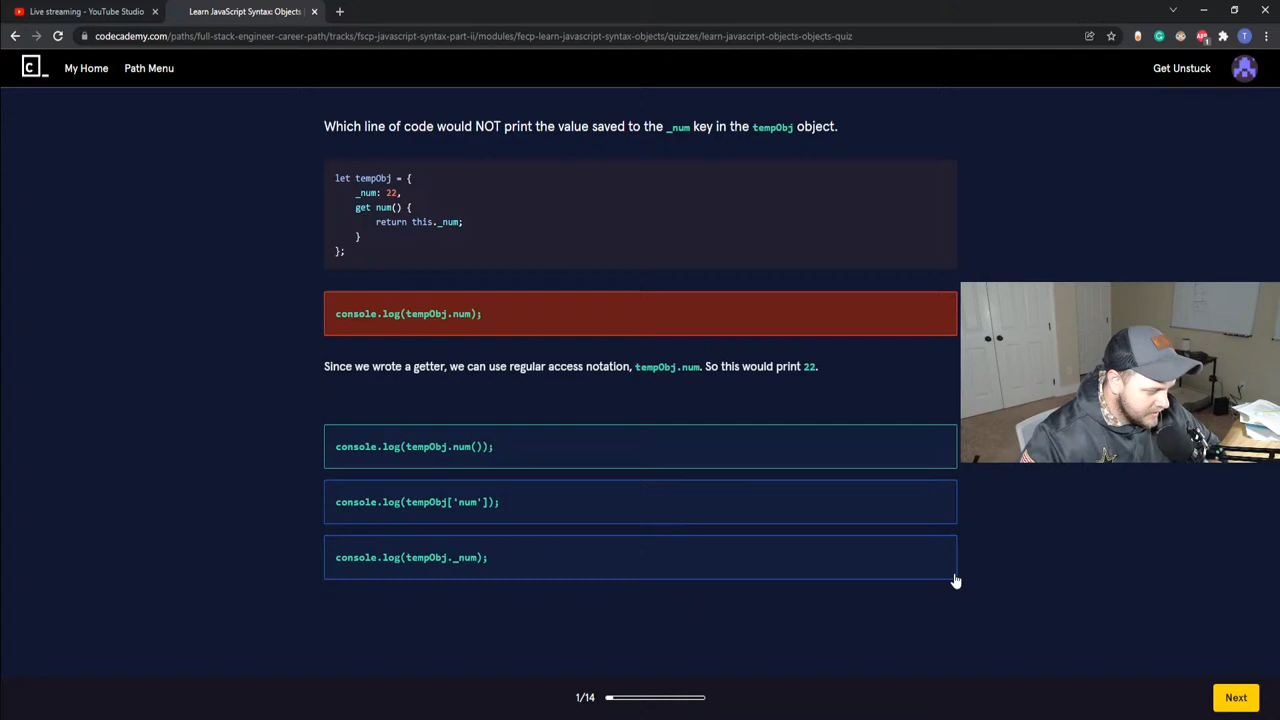 Live streaming - YouTube Studio
Learn JavaScript Syntax: Objects
codecademy.com/paths/full-stack-engineer-career-path/tracks/fscp-javascript-syntax-part-ii/modules/fecp-learn-javascript-syntax-objects/quizzes/learn-javascript-objects-objects-quiz
1
T
C_
My Home
Path Menu
Get Unstuck
Which line of code would NOT print the value saved to the _num key in the tempObj object.
let tempObj = {
_num: 22,
get num() {
return this._num;
}
};
console.log(tempObj.num);
Since we wrote a getter, we can use regular access notation, tempObj.num. So this would print 22.
console.log(tempObj.num());
console.log(tempObj['num']);
console.log(tempObj._num);
1/14
Next